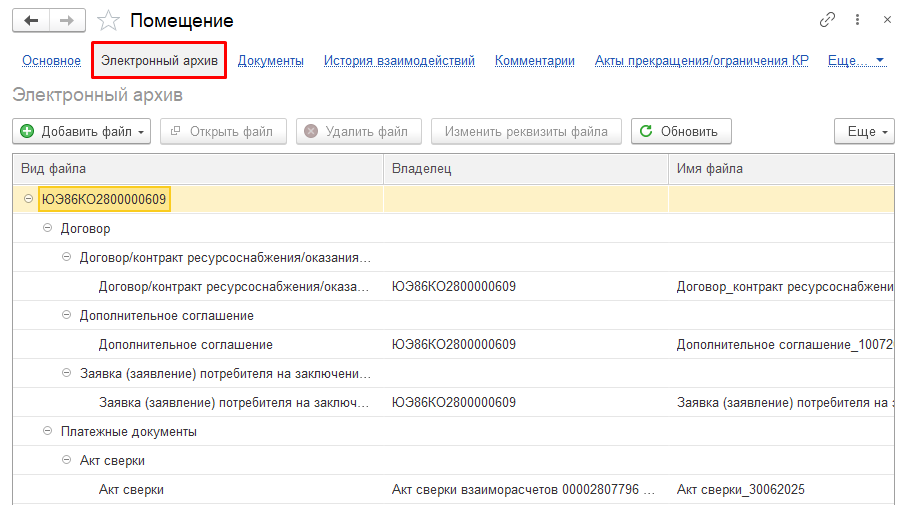 Помещение
Основное Электронный архив Документы История взаимодействий Комментарии Акты прекращения/ограничения КР Еще...
Электронный архив
Добавить файл Открыть файл Удалить файл Изменить реквизиты файла Обновить Еще
Вид файла Владелец Имя файла
ЮЭ86КО2800000609
Договор
Договор/контракт ресурсоснабжения/оказания...
Договор/контракт ресурсоснабжения/оказа... ЮЭ86КО2800000609 Договор_контракт ресурсоснабжени
Дополнительное соглашение
Дополнительное соглашение ЮЭ86КО2800000609 Дополнительное соглашение_10072
Заявка (заявление) потребителя на заключени...
Заявка (заявление) потребителя на заключ... ЮЭ86КО2800000609 Заявка (заявление) потребителя на з
Платежные документы
Акт сверки
Акт сверки Акт сверки взаиморасчетов 00002807796 ... Акт сверки_30062025